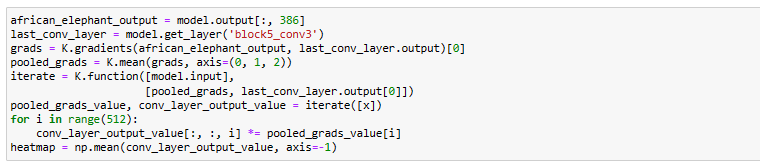 african_elephant_output = model.output[:, 386]
last_conv_layer = model.get_layer('block5_conv3')
grads = K.gradients(african_elephant_output, last_conv_layer.output)[0]
pooled_grads = K.mean(grads, axis=(0, 1, 2))
iterate = K.function([model.input],
                     [pooled_grads, last_conv_layer.output[0]])
pooled_grads_value, conv_layer_output_value = iterate([x])
for i in range(512):
    conv_layer_output_value[:, :, i] *= pooled_grads_value[i]
heatmap = np.mean(conv_layer_output_value, axis=-1)